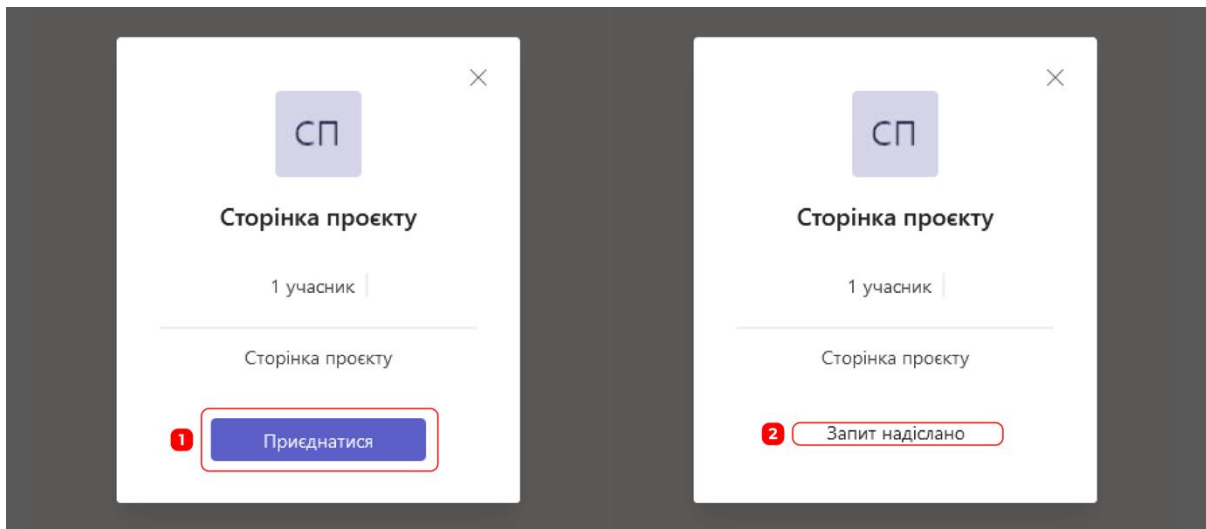 СП
Сторінка проєкту
1 учасник
Сторінка проєкту
1 Приєднатися
СП
Сторінка проєкту
1 учасник
Сторінка проєкту
2 Запит надіслано